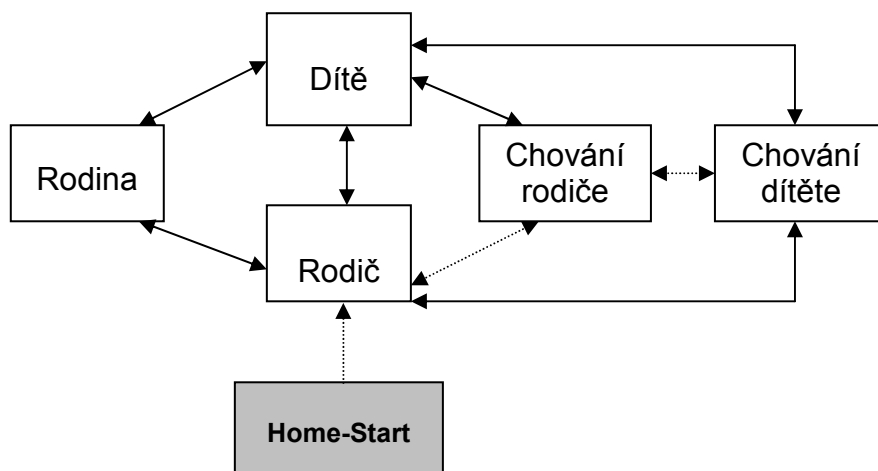 Dítě
Rodina
Chování
rodiče
Chování
dítěte
Rodič
Home-Start